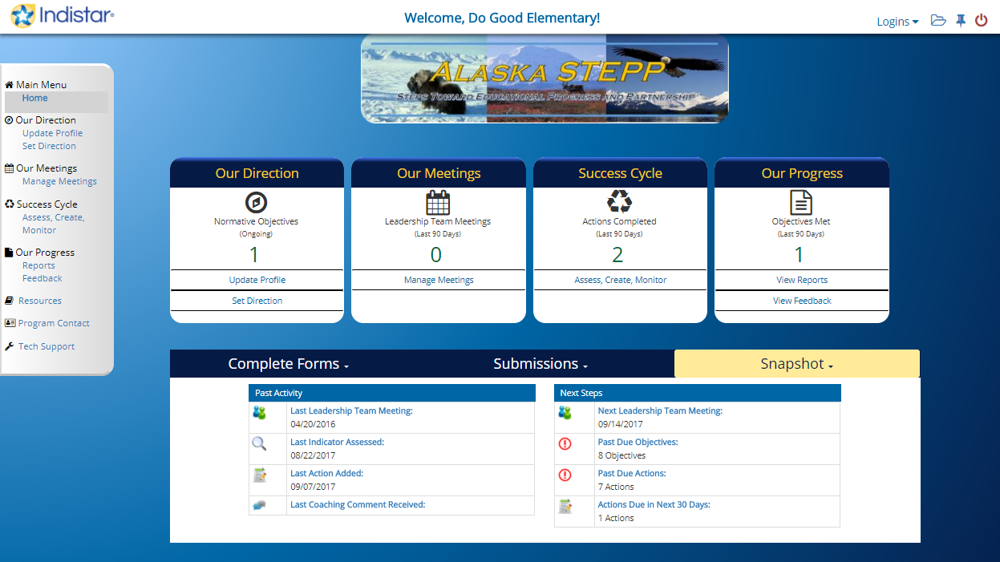 Indistar
Welcome, Do Good Elementary!
Logins
ALASKA STEPP
STEPS TOWARD EDUCATIONAL PROGRESS AND PARTNERSHIP
Main Menu
Home
Our Direction
Update Profile
Set Direction
Our Meetings
Manage Meetings
Success Cycle
Assess, Create,
Monitor
Our Progress
Reports
Feedback
Resources
Program Contact
Tech Support
Our Direction
Normative Objectives
(Ongoing)
1
Update Profile
Set Direction
Our Meetings
Leadership Team Meetings
(Last 90 Days)
0
Manage Meetings
Success Cycle
Actions Completed
(Last 90 Days)
2
Assess, Create, Monitor
Our Progress
Objectives Met
(Last 90 Days)
1
View Reports
View Feedback
Complete Forms
Submissions
Snapshot
Past Activity
Last Leadership Team Meeting:
04/20/2016
Last Indicator Assessed:
08/22/2017
Last Action Added:
09/07/2017
Last Coaching Comment Received:
Next Steps
Next Leadership Team Meeting:
09/14/2017
Past Due Objectives:
8 Objectives
Past Due Actions:
7 Actions
Actions Due in Next 30 Days:
1 Actions